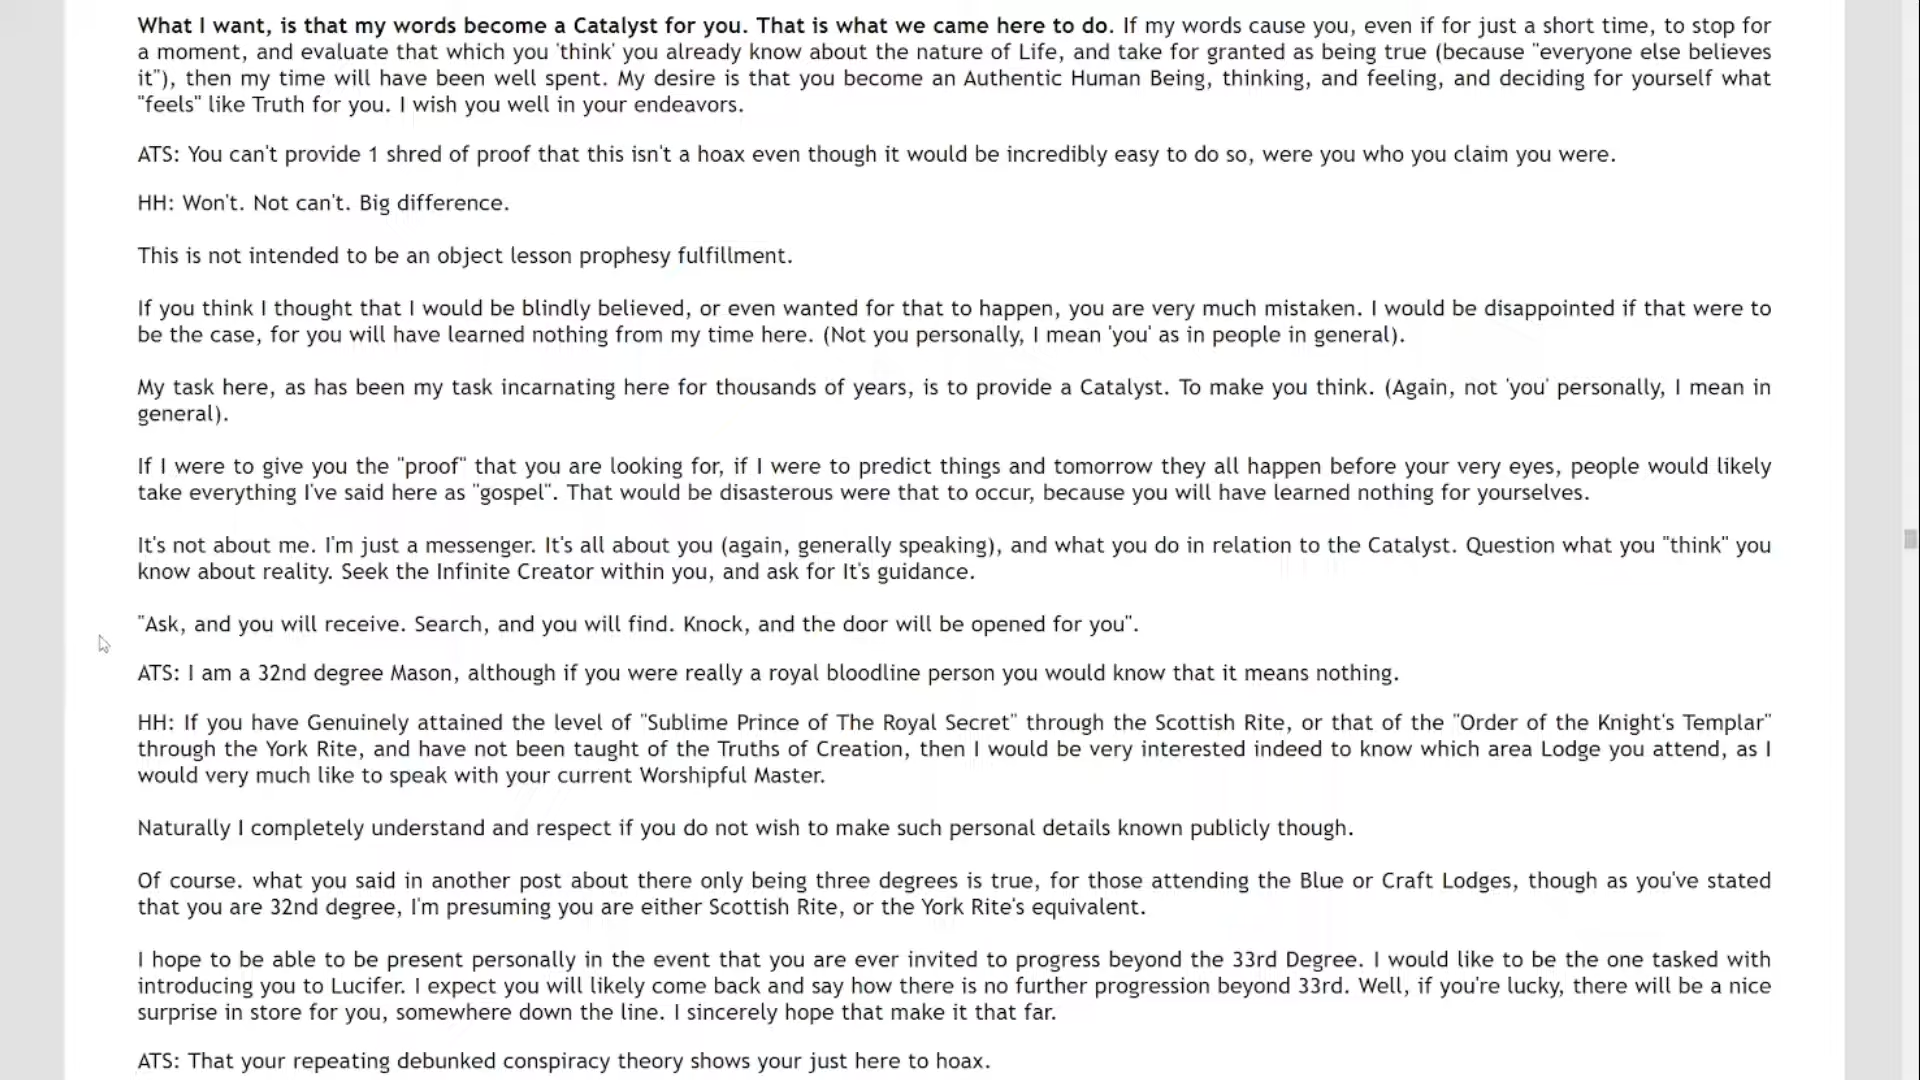 What I want, is that my words become a Catalyst for you. That is what we came here to do. If my words cause you, even if for just a short time, to stop for
a moment, and evaluate that which you 'think' you already know about the nature of Life, and take for granted as being true (because "everyone else believes
it"), then my time will have been well spent. My desire is that you become an Authentic Human Being, thinking, and feeling, and deciding for yourself what
"feels" like Truth for you. I wish you well in your endeavors.
ATS: You can't provide 1 shred of proof that this isn't a hoax even though it would be incredibly easy to do so, were you who you claim you were.
HH: Won't. Not can't. Big difference.
This is not intended to be an object lesson prophesy fulfillment.
If you think I thought that I would be blindly believed, or even wanted for that to happen, you are very much mistaken. I would be disappointed if that were to
be the case, for you will have learned nothing from my time here. (Not you personally, I mean 'you' as in people in general).
My task here, as has been my task incarnating here for thousands of years, is to provide a Catalyst. To make you think. (Again, not 'you' personally, I mean in
general).
If I were to give you the "proof" that you are looking for, if I were to predict things and tomorrow they all happen before your very eyes, people would likely
take everything I've said here as "gospel". That would be disasterous were that to occur, because you will have learned nothing for yourselves.
It's not about me. I'm just a messenger. It's all about you (again, generally speaking), and what you do in relation to the Catalyst. Question what you "think" you
know about reality. Seek the Infinite Creator within you, and ask for It's guidance.
"Ask, and you will receive. Search, and you will find. Knock, and the door will be opened for you".
ATS: I am a 32nd degree Mason, although if you were really a royal bloodline person you would know that it means nothing.
HH: If you have Genuinely attained the level of "Sublime Prince of The Royal Secret" through the Scottish Rite, or that of the "Order of the Knight's Templar"
through the York Rite, and have not been taught of the Truths of Creation, then I would be very interested indeed to know which area Lodge you attend, as I
would very much like to speak with your current Worshipful Master.
Naturally I completely understand and respect if you do not wish to make such personal details known publicly though.
Of course. what you said in another post about there only being three degrees is true, for those attending the Blue or Craft Lodges, though as you've stated
that you are 32nd degree, I'm presuming you are either Scottish Rite, or the York Rite's equivalent.
I hope to be able to be present personally in the event that you are ever invited to progress beyond the 33rd Degree. I would like to be the one tasked with
introducing you to Lucifer. I expect you will likely come back and say how there is no further progression beyond 33rd. Well, if you're lucky, there will be a nice
surprise in store for you, somewhere down the line. I sincerely hope that make it that far.
ATS: That your repeating debunked conspiracy theory shows your just here to hoax.